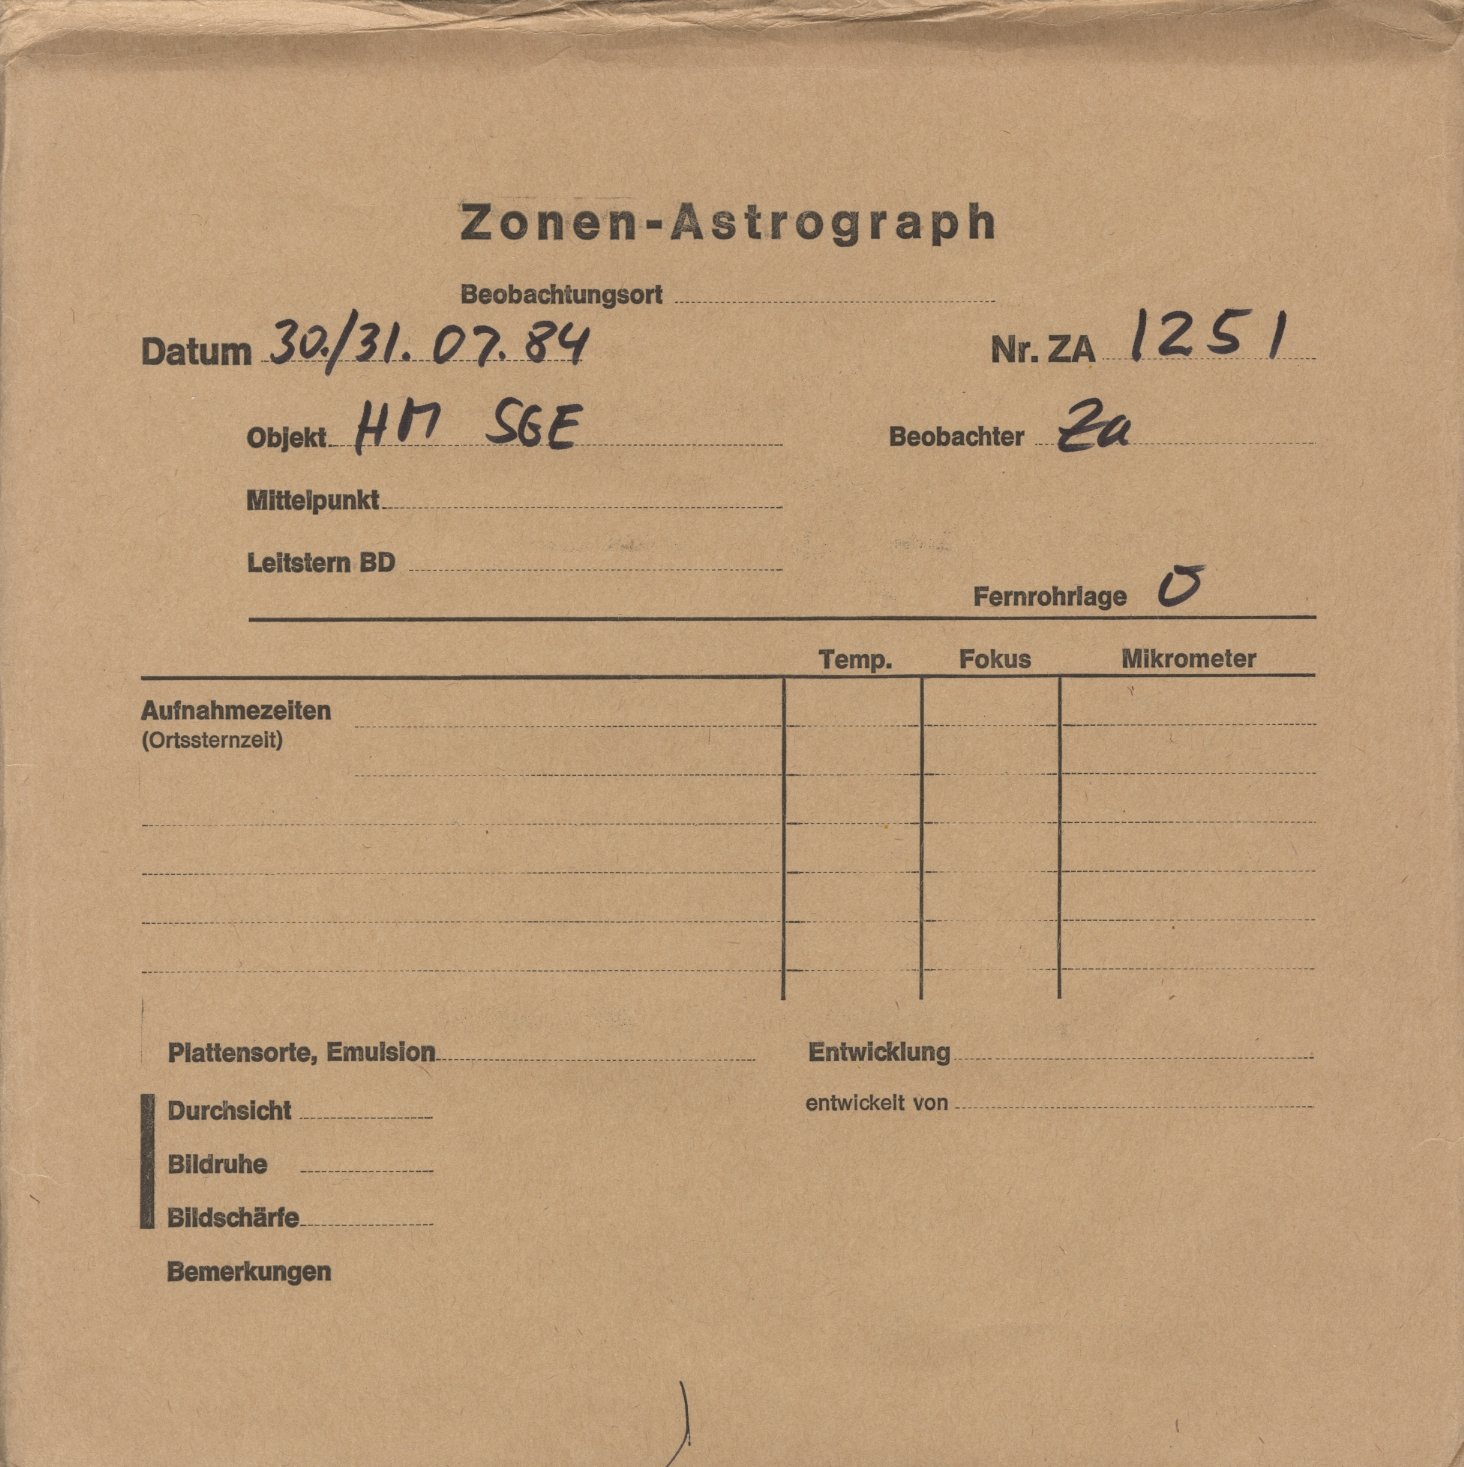 Zonen-Astrograph
Beobachtungsort
Datum 30./31. 07. 84 Nr. ZA 1251
Objekt HM SGE Beobachter Za
Mittelpunkt
Leitstern BD
Fernrohrlage O
Temp. Fokus Mikrometer
Aufnahmezeiten
(Ortssternzeit)
Plattensorte, Emulsion Entwicklung
Durchsicht entwickelt von
Bildruhe
Bildschärfe
Bemerkungen